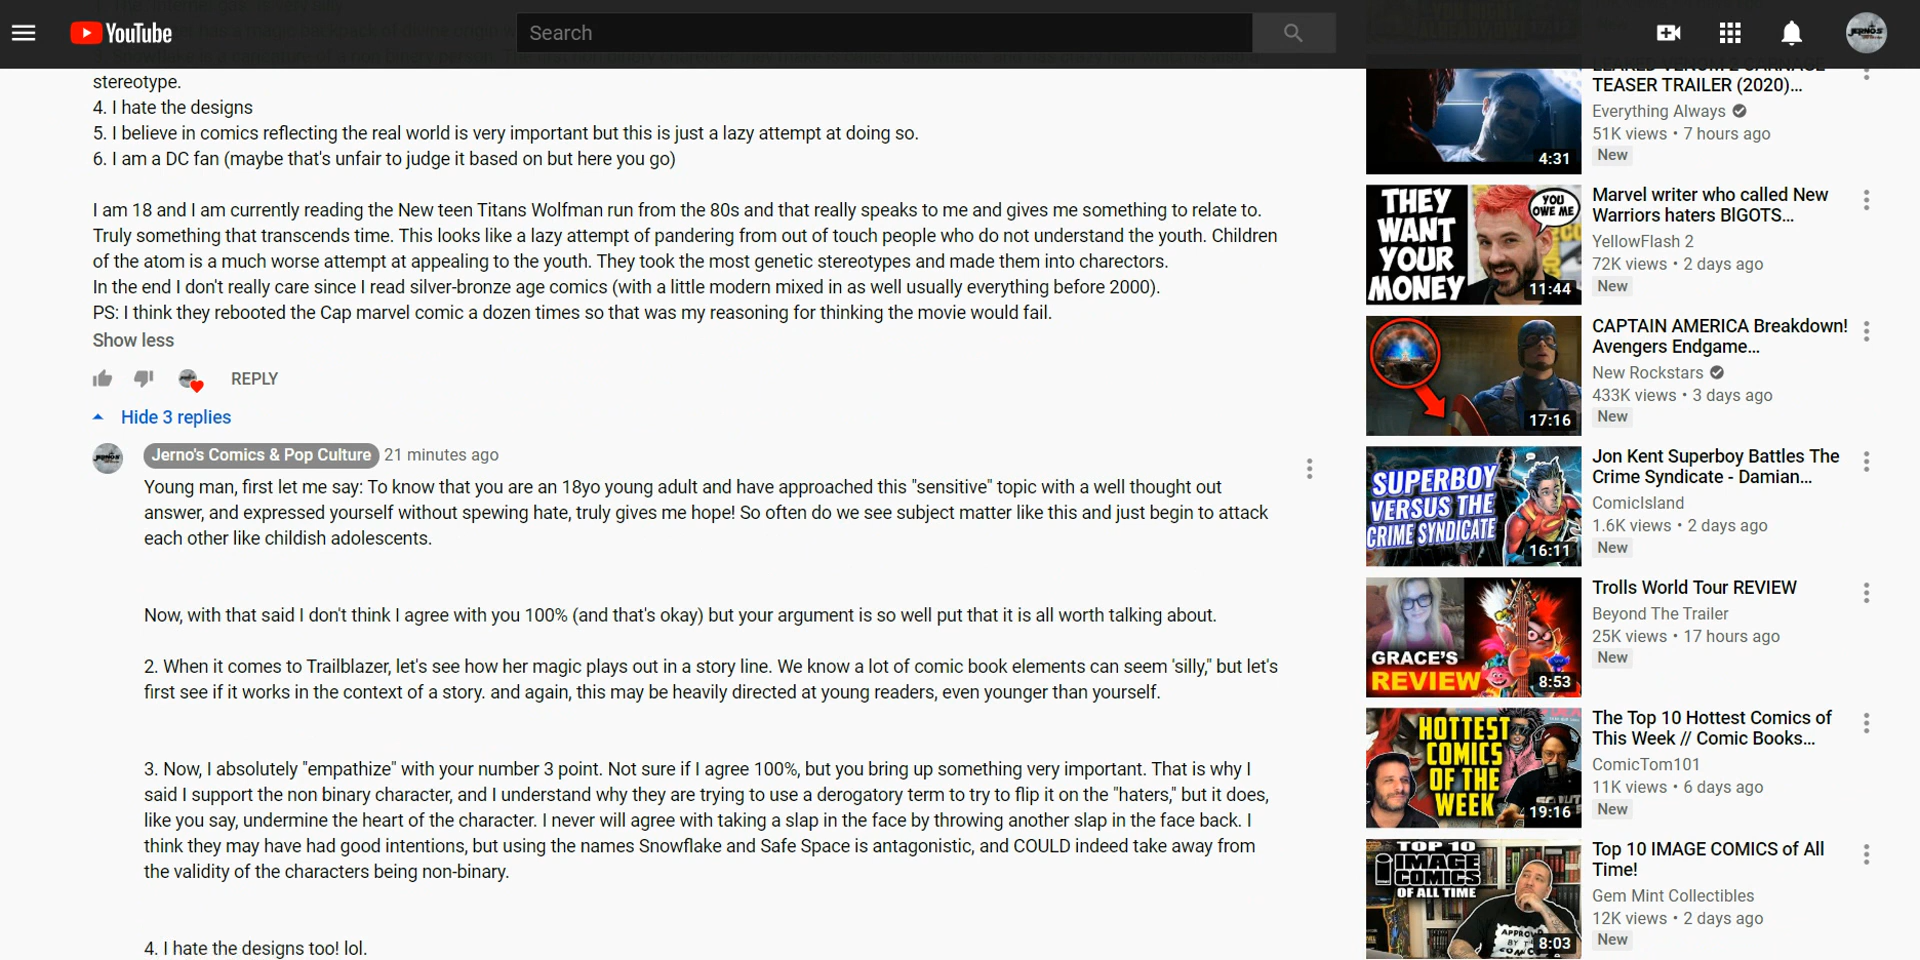 YouTube
Search
JERNO'S
stereotype.
4. I hate the designs
5. I believe in comics reflecting the real world is very important but this is just a lazy attempt at doing so.
6. I am a DC fan (maybe that's unfair to judge it based on but here you go)
I am 18 and I am currently reading the New teen Titans Wolfman run from the 80s and that really speaks to me and gives me something to relate to.
Truly something that transcends time. This looks like a lazy attempt of pandering from out of touch people who do not understand the youth. Children
of the atom is a much worse attempt at appealing to the youth. They took the most genetic stereotypes and made them into charectors.
In the end I don't really care since I read silver-bronze age comics (with a little modern mixed in as well usually everything before 2000).
PS: I think they rebooted the Cap marvel comic a dozen times so that was my reasoning for thinking the movie would fail.
Show less
REPLY
Hide 3 replies
Jerno's Comics & Pop Culture 21 minutes ago
Young man, first let me say: To know that you are an 18yo young adult and have approached this "sensitive" topic with a well thought out
answer, and expressed yourself without spewing hate, truly gives me hope! So often do we see subject matter like this and just begin to attack
each other like childish adolescents.
Now, with that said I don't think I agree with you 100% (and that's okay) but your argument is so well put that it is all worth talking about.
2. When it comes to Trailblazer, let's see how her magic plays out in a story line. We know a lot of comic book elements can seem 'silly," but let's
first see if it works in the context of a story. and again, this may be heavily directed at young readers, even younger than yourself.
3. Now, I absolutely "empathize" with your number 3 point. Not sure if I agree 100%, but you bring up something very important. That is why I
said I support the non binary character, and I understand why they are trying to use a derogatory term to try to flip it on the "haters," but it does,
like you say, undermine the heart of the character. I never will agree with taking a slap in the face by throwing another slap in the face back. I
think they may have had good intentions, but using the names Snowflake and Safe Space is antagonistic, and COULD indeed take away from
the validity of the characters being non-binary.
4. I hate the designs too! lol.
TEASER TRAILER (2020)...
Everything Always
51K views • 7 hours ago
New
4:31
THEY
WANT
YOUR
MONEY
YOU
OWE ME
11:44
Marvel writer who called New
Warriors haters BIGOTS...
YellowFlash 2
72K views • 2 days ago
New
17:16
CAPTAIN AMERICA Breakdown!
Avengers Endgame...
New Rockstars
433K views • 3 days ago
New
SUPERBOY
VERSUS THE
CRIME SYNDICATE
16:11
Jon Kent Superboy Battles The
Crime Syndicate - Damian...
ComicIsland
1.6K views • 2 days ago
New
GRACE'S
REVIEW
8:53
Trolls World Tour REVIEW
Beyond The Trailer
25K views • 17 hours ago
New
HOTTEST
COMICS
OF THE
WEEK
19:16
The Top 10 Hottest Comics of
This Week // Comic Books...
ComicTom101
11K views • 6 days ago
New
TOP 10
IMAGE
COMICS
OF ALL TIME
8:03
Top 10 IMAGE COMICS of All
Time!
Gem Mint Collectibles
12K views • 2 days ago
New